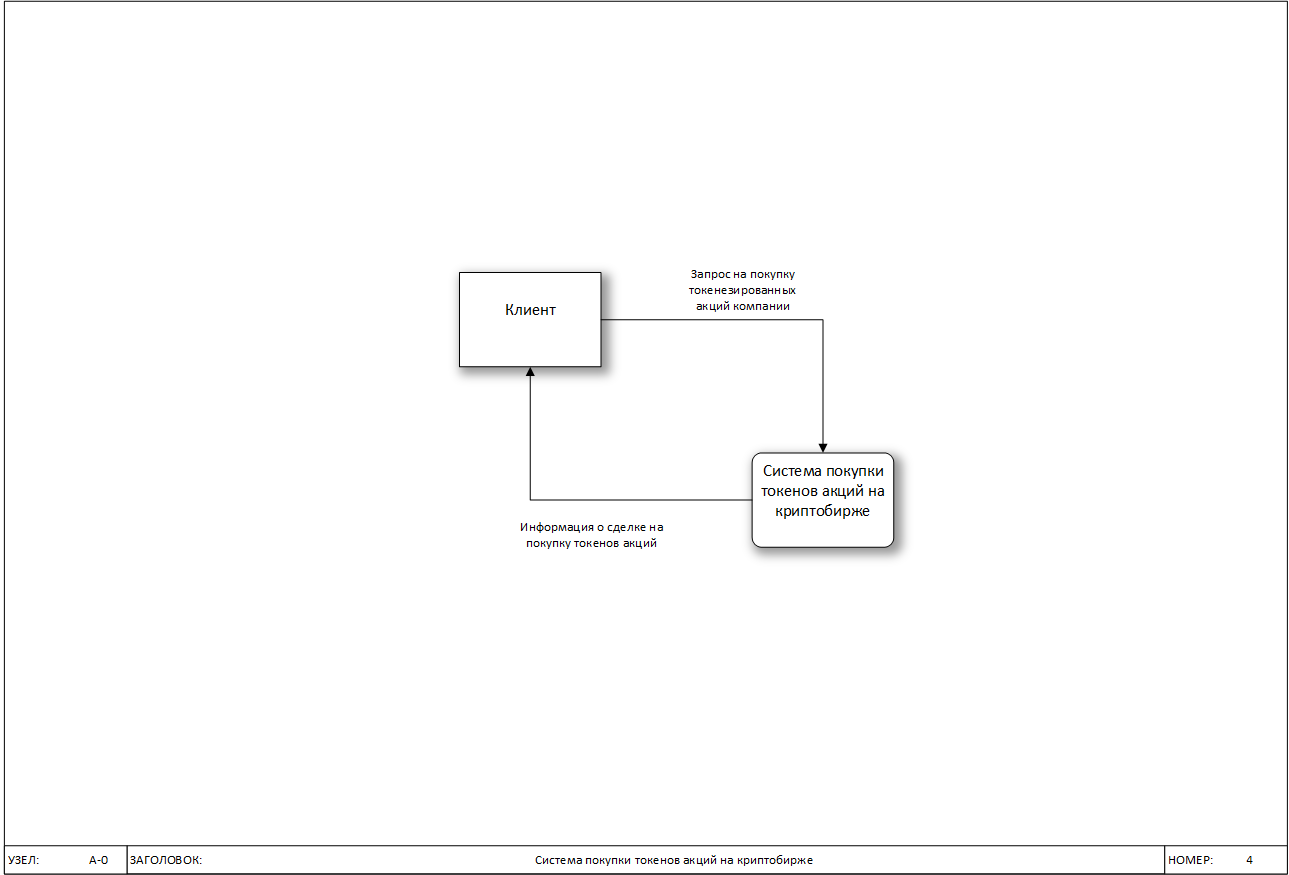 Клиент
Запрос на покупку
токенезированных
акций компании
Система покупки
токенов акций на
криптобирже
Информация о сделке на
покупку токенов акций
УЗЕЛ: А-0 ЗАГОЛОВОК: Система покупки токенов акций на криптобирже НОМЕР: 4